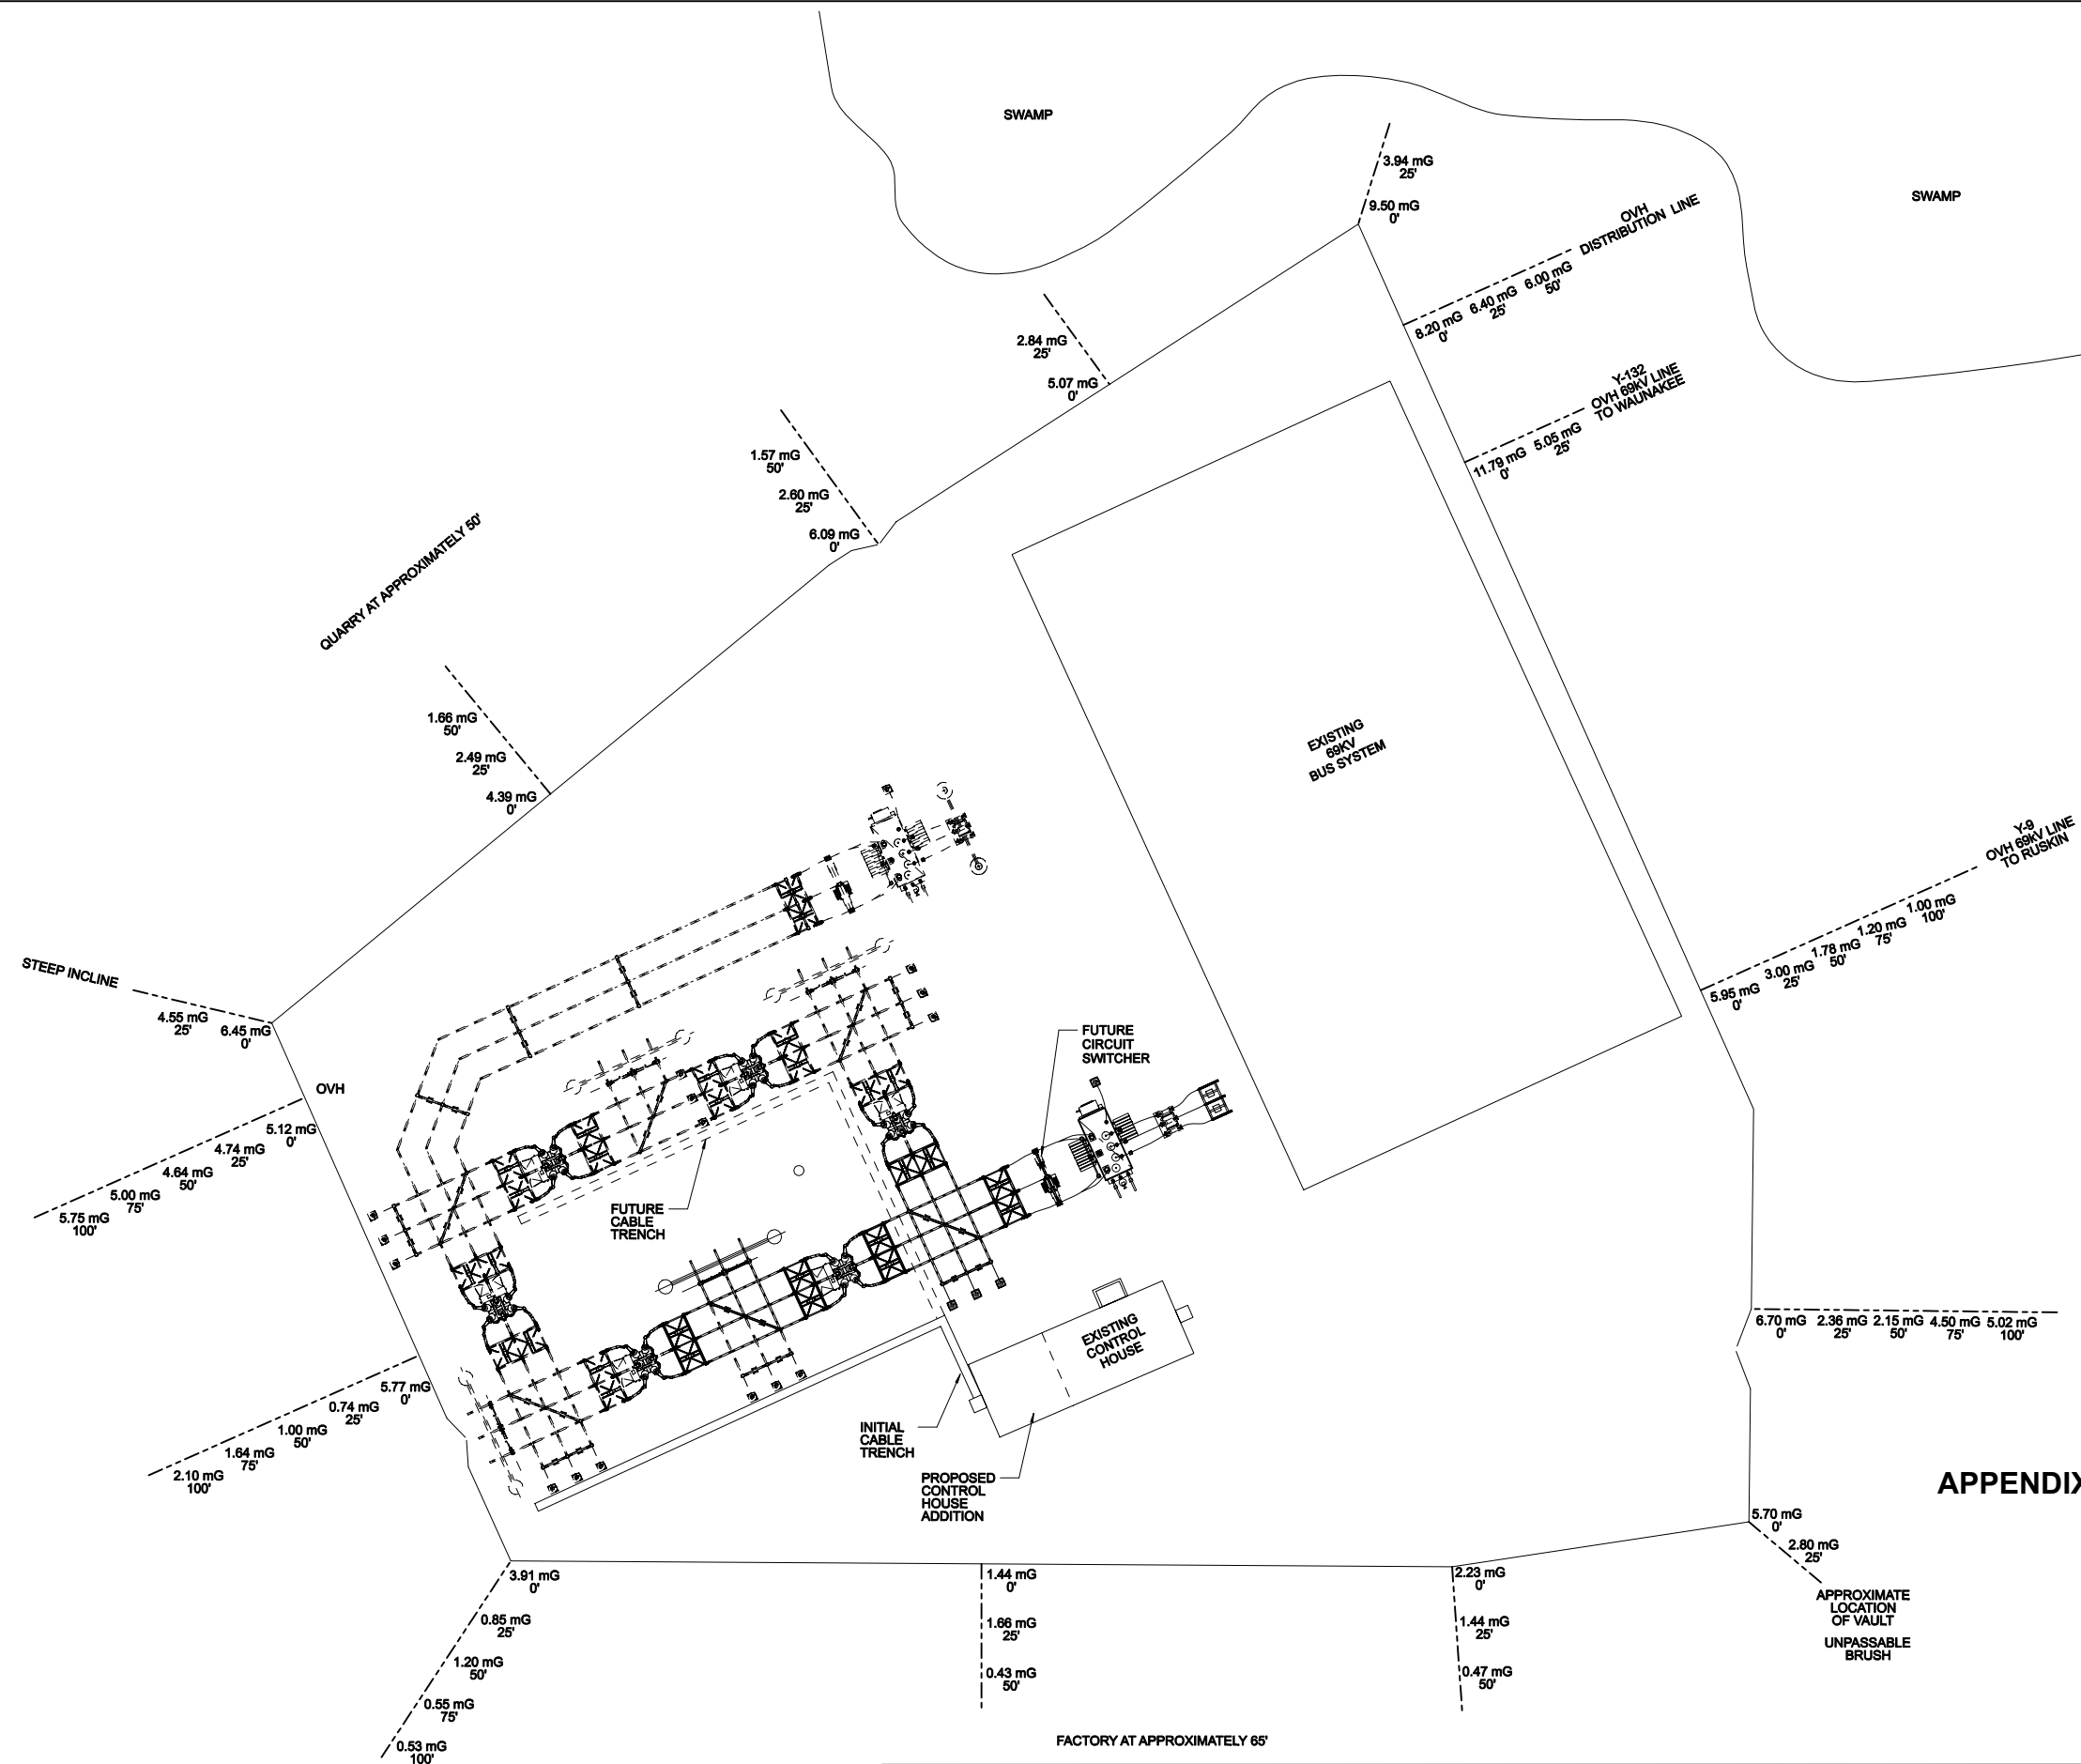 SWAMP
SWAMP
3.94 mG
25'
9.50 mG
0'
OVH
DISTRIBUTION LINE
8.20 mG 6.40 mG 6.00 mG
0' 25' 50'
2.84 mG
25'
5.07 mG
0'
Y-132
OVH 69KV LINE
TO WAUNAKEE
11.79 mG 5.05 mG
0' 25'
1.57 mG
50'
2.60 mG
25'
6.09 mG
0'
QUARRY AT APPROXIMATELY 50'
1.66 mG
50'
2.49 mG
25'
4.39 mG
0'
EXISTING
69KV
BUS SYSTEM
Y-9
OVH 69KV LINE
TO RUSKIN
5.95 mG 3.00 mG 1.78 mG 1.20 mG 1.00 mG
0' 25' 50' 75' 100'
STEEP INCLINE
4.55 mG
25'
6.45 mG
0'
OVH
5.12 mG
0'
4.74 mG
25'
4.64 mG
50'
5.00 mG
75'
5.75 mG
100'
FUTURE
CIRCUIT
SWITCHER
FUTURE
CABLE
TRENCH
6.70 mG 2.36 mG 2.15 mG 4.50 mG 5.02 mG
0' 25' 50' 75' 100'
EXISTING
CONTROL
HOUSE
5.77 mG
0'
0.74 mG
25'
1.00 mG
50'
1.64 mG
75'
2.10 mG
100'
INITIAL
CABLE
TRENCH
PROPOSED
CONTROL
HOUSE
ADDITION
APPENDIX
5.70 mG
0'
2.80 mG
25'
APPROXIMATE
LOCATION
OF VAULT
UNPASSABLE
BRUSH
3.91 mG
0'
0.85 mG
25'
1.20 mG
50'
0.55 mG
75'
0.53 mG
100'
1.44 mG
0'
1.66 mG
25'
0.43 mG
50'
2.23 mG
0'
1.44 mG
25'
0.47 mG
50'
FACTORY AT APPROXIMATELY 65'